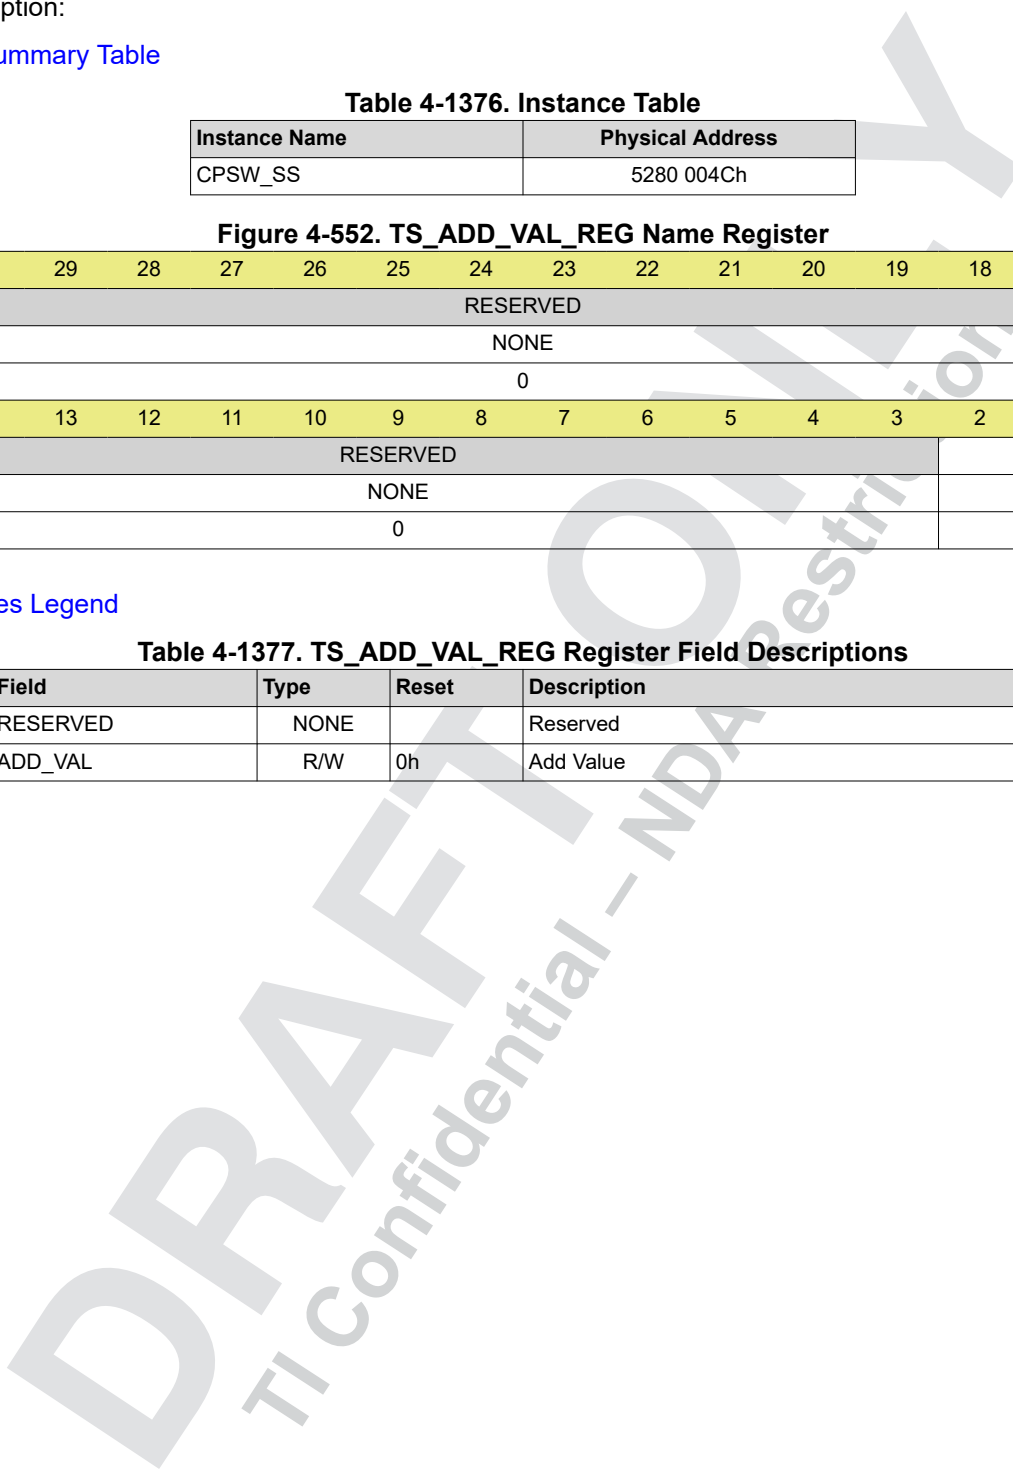 ption:
ummary Table
Table 4-1376. Instance Table
Instance Name Physical Address
CPSW_SS 5280 004Ch
Figure 4-552. TS_ADD_VAL_REG Name Register
29 28 27 26 25 24 23 22 21 20 19 18
RESERVED
NONE
0
13 12 11 10 9 8 7 6 5 4 3 2
RESERVED
NONE
0
es Legend
Table 4-1377. TS_ADD_VAL_REG Register Field Descriptions
Field Type Reset Description
RESERVED NONE Reserved
ADD_VAL R/W 0h Add Value
DRAFT ONLY
TI Confidential — NDA Restriction